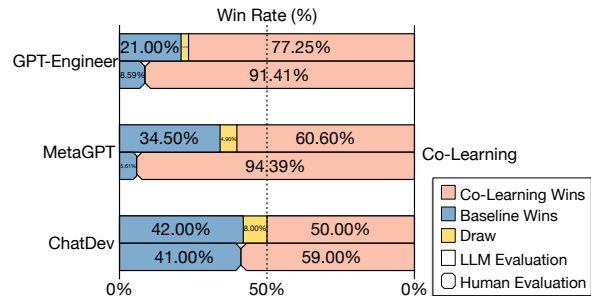 Win Rate (%)
GPT-Engineer
21.00%
77.25%
8.59%
91.41%
MetaGPT
34.50%
4.90%
60.60%
5.61%
94.39%
Co-Learning
ChatDev
42.00%
8.00%
50.00%
41.00%
59.00%
0%
50%
0%
Co-Learning Wins
Baseline Wins
Draw
LLM Evaluation
Human Evaluation